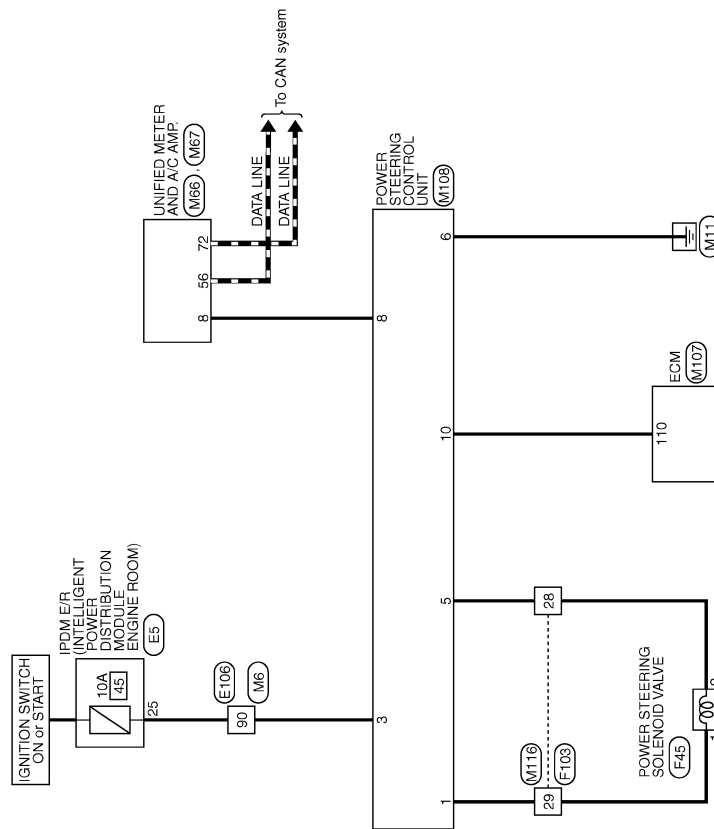 IGNITION SWITCH
ON or START
IPDM E/R
(INTELLIGENT
POWER
DISTRIBUTION
MODULE
ENGINE ROOM)
E5
10A
45
25
E106
90
M6
UNIFIED METER
AND A/C AMP.
M66 , M67
8
56
72
DATA LINE
DATA LINE
To CAN system
POWER
STEERING
CONTROL
UNIT
M108
3
8
1
5
10
6
M116
29
F103
28
POWER STEERING
SOLENOID VALVE
F45
ECM
M107
110